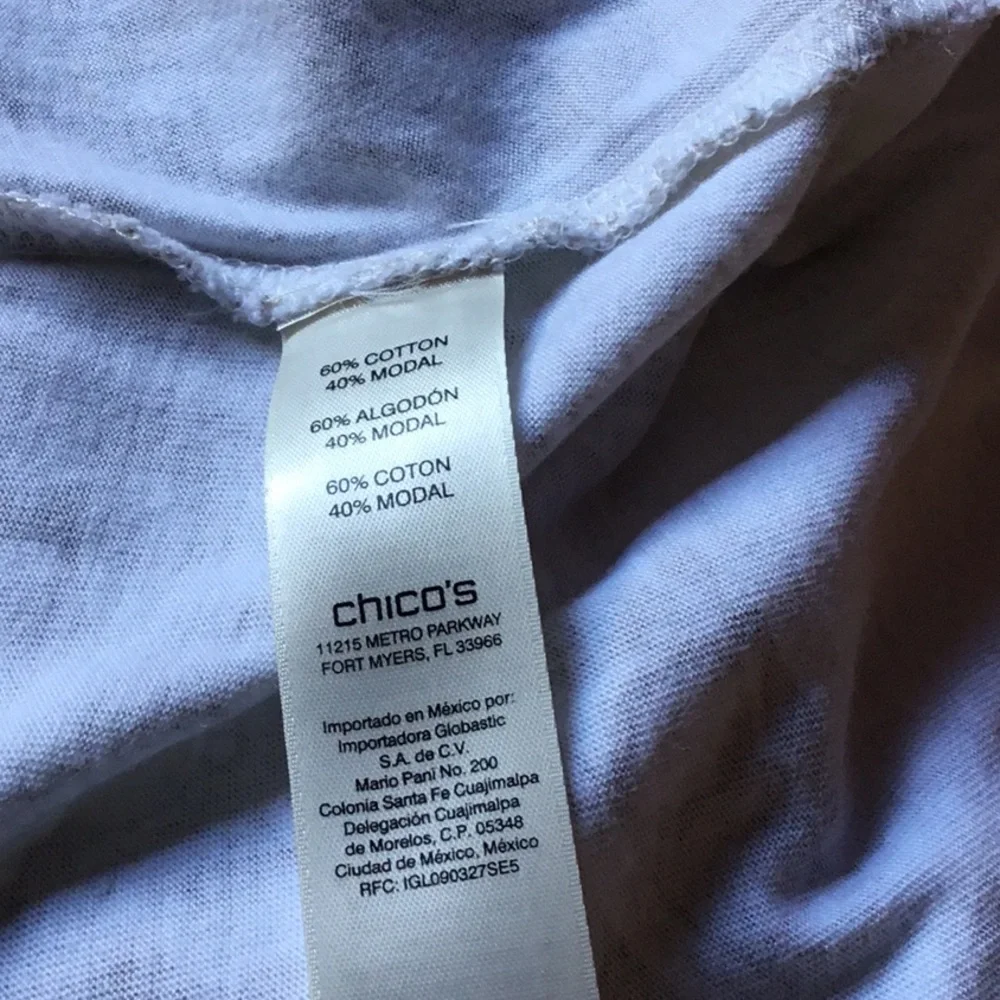 60% COTTON
40% MODAL
60% ALGODÓN
40% MODAL
60% COTON
40% MODAL
chico's
11215 METRO PARKWAY
FORT MYERS, FL 33966
Importado en México por:
Importadora Globastic
S.A. de C.V.
Mario Pani No. 200
Colonia Santa Fe Cuajimalpa
Delegación Cuajimalpa
de Morelos, C.P. 05348
Ciudad de México, México
RFC: IGL090327SE5